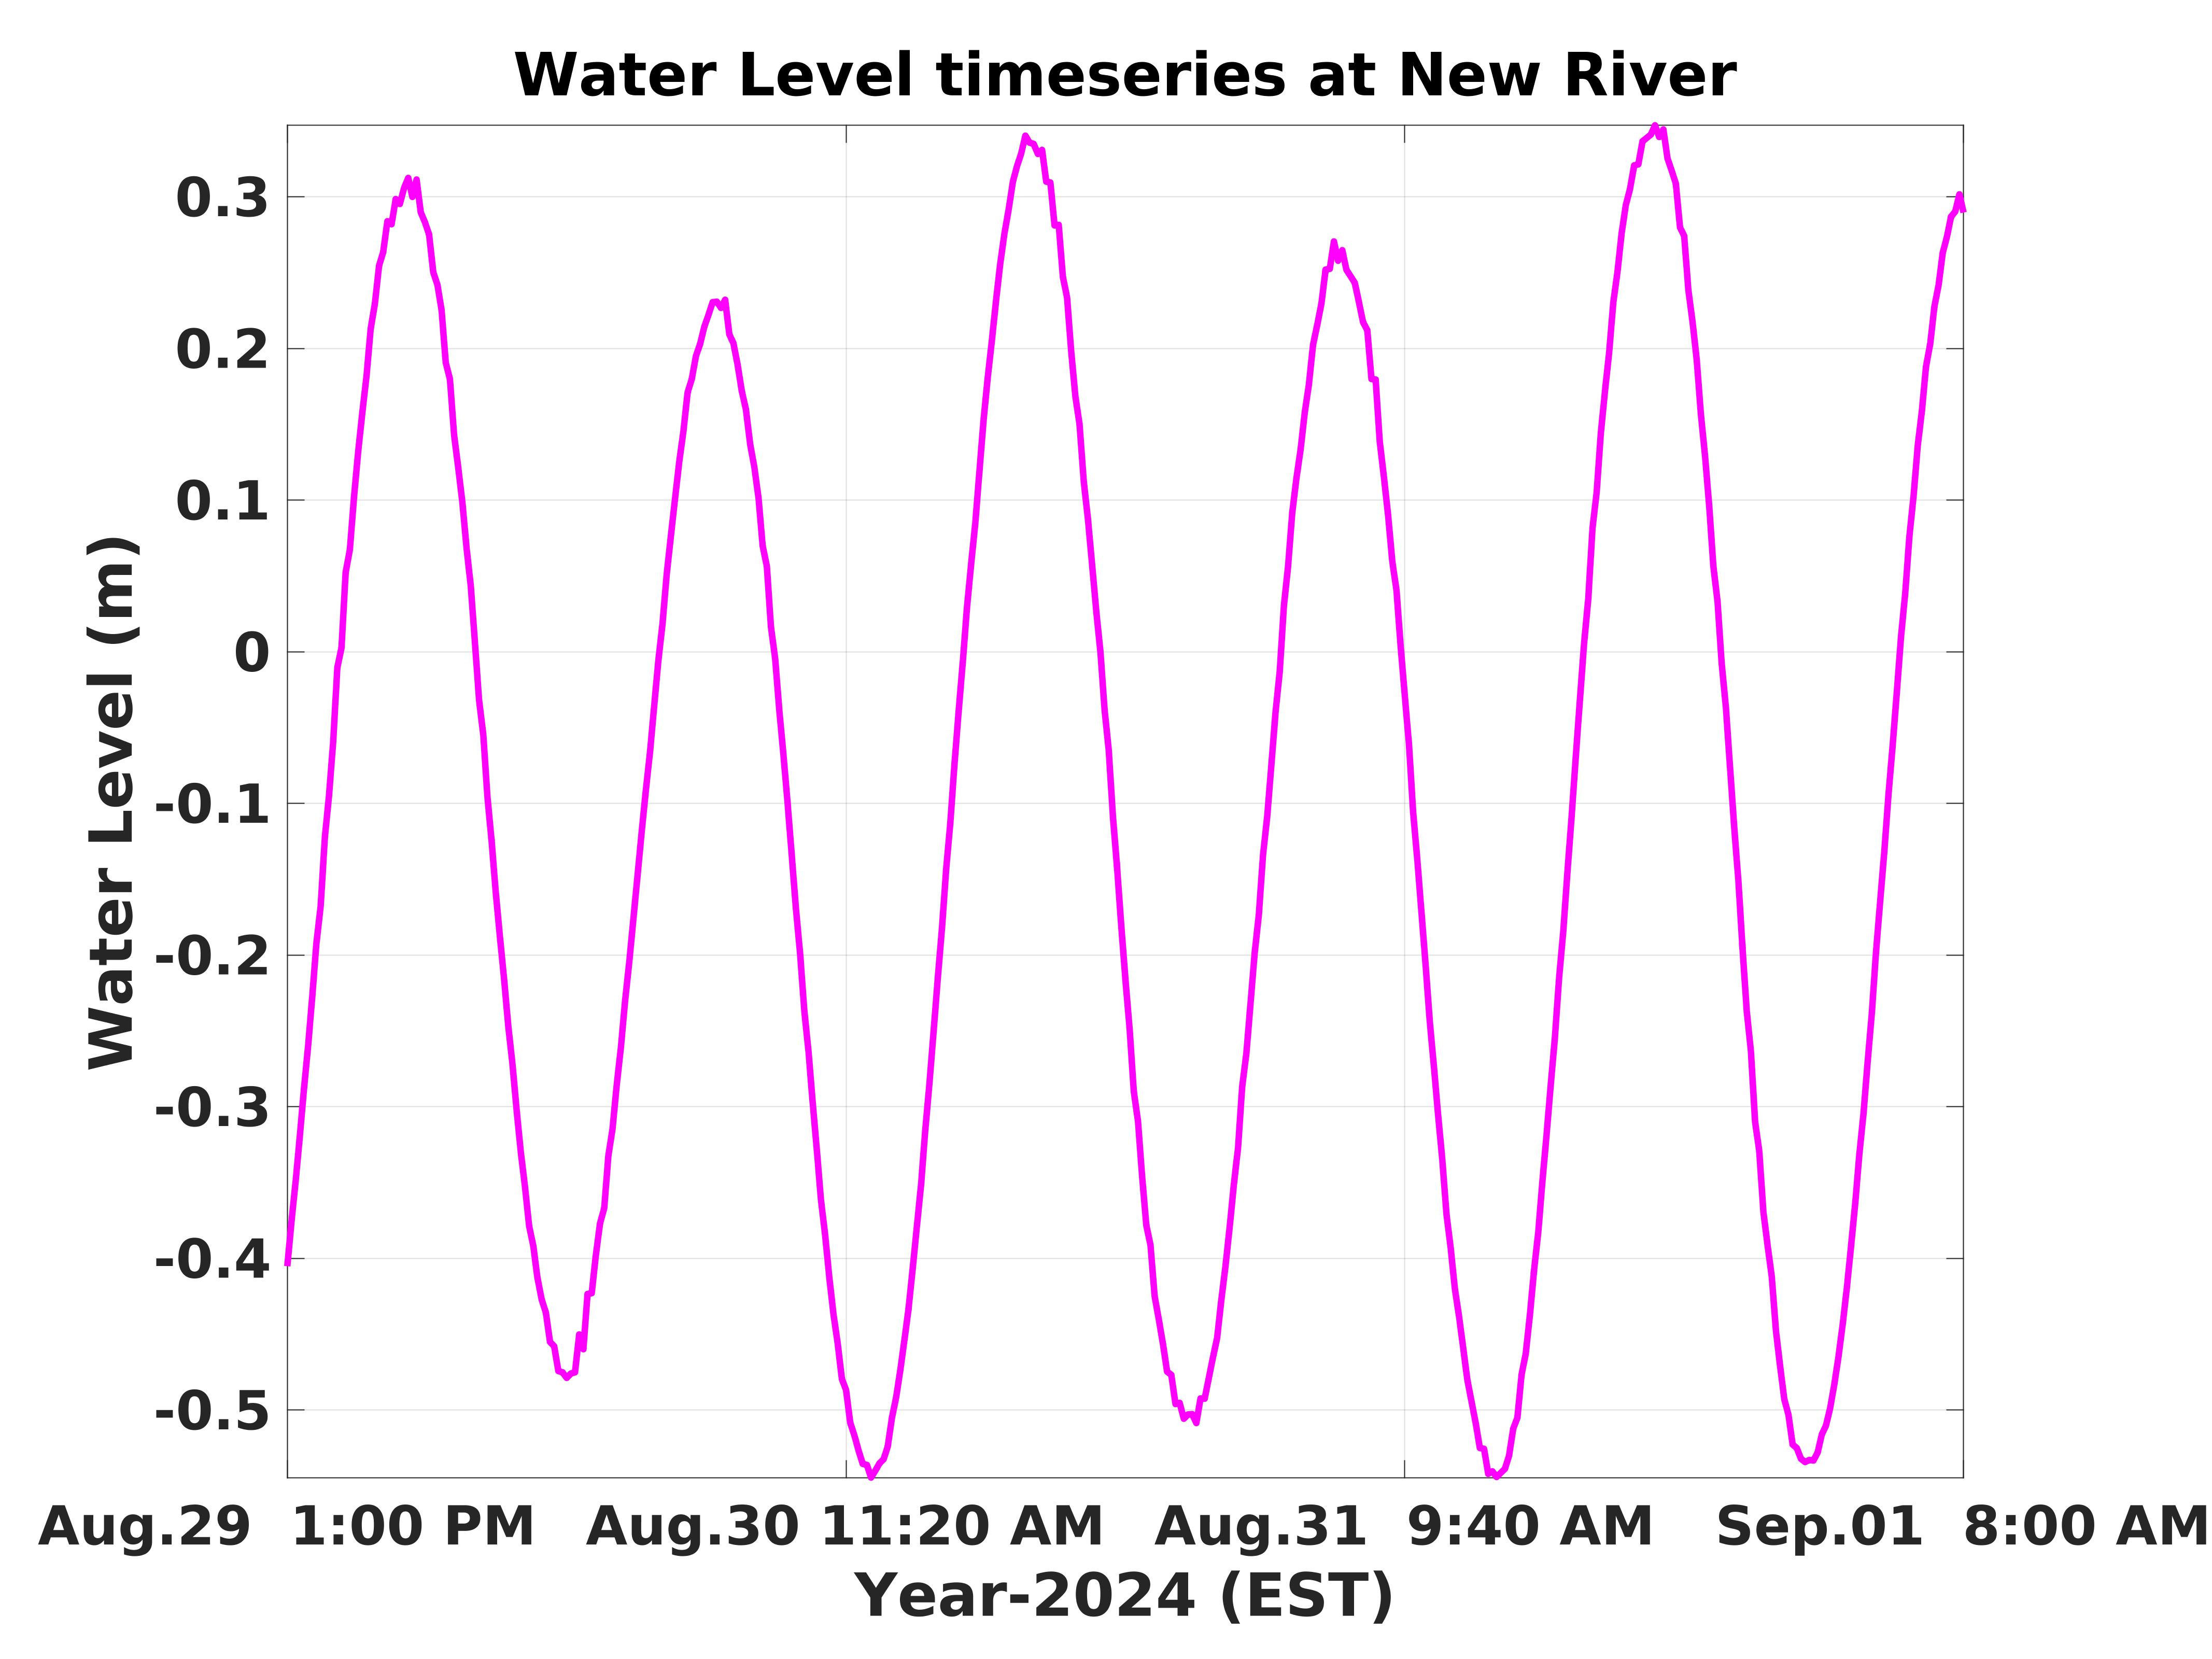 Water Level timeseries at New River
Water Level (m)
0.3
0.2
0.1
0
-0.1
-0.2
-0.3
-0.4
-0.5
Aug.29 1:00 PM Aug.30 11:20 AM Aug.31 9:40 AM Sep.01 8:00 AM
Year-2024 (EST)